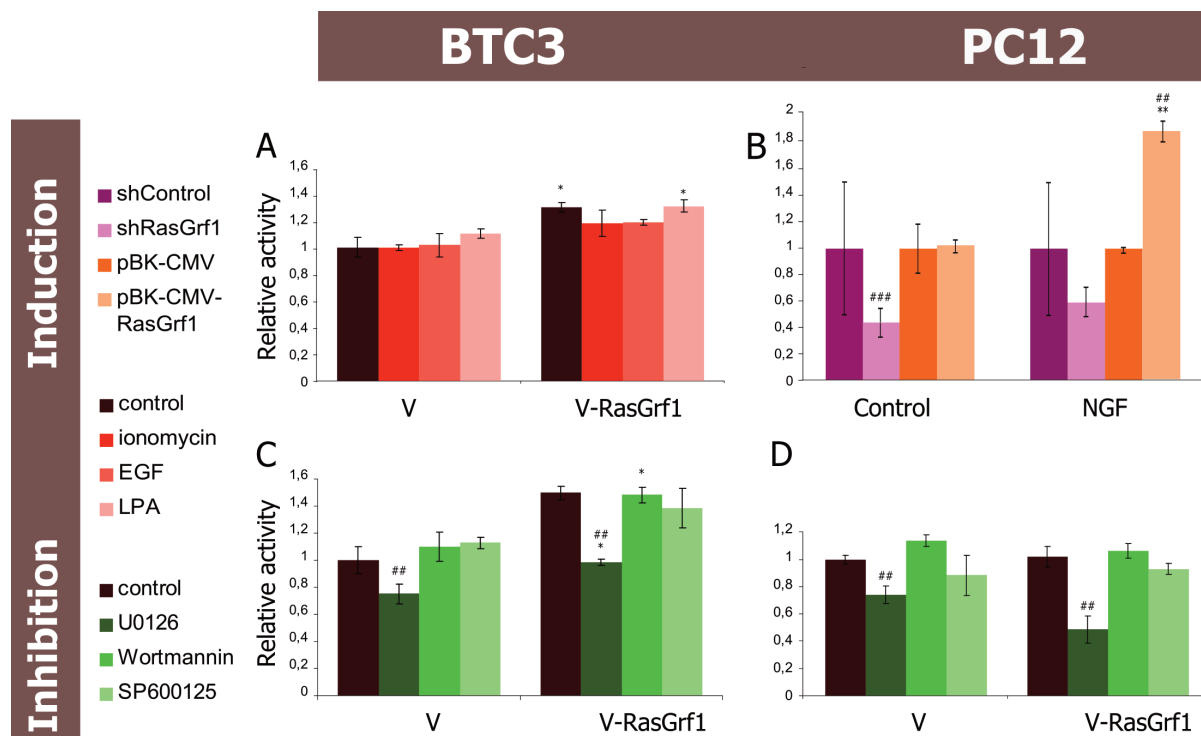 BTC3
PC12
Induction
shControl
shRasGrf1
pBK-CMV
pBK-CMV-
RasGrf1
control
ionomycin
EGF
LPA
A
Relative activity
1,6
1,4
1,2
1
0,8
0,6
0,4
0,2
0
*
*
V
V-RasGrf1
B
2
1,8
1,6
1,4
1,2
1
0,8
0,6
0,4
0,2
0
###
##
**
Control
NGF
Inhibition
control
U0126
Wortmannin
SP600125
C
Relative activity
1,6
1,4
1,2
1
0,8
0,6
0,4
0,2
0
##
##
*
*
V
V-RasGrf1
D
1,2
1
0,8
0,6
0,4
0,2
0
##
##
V
V-RasGrf1